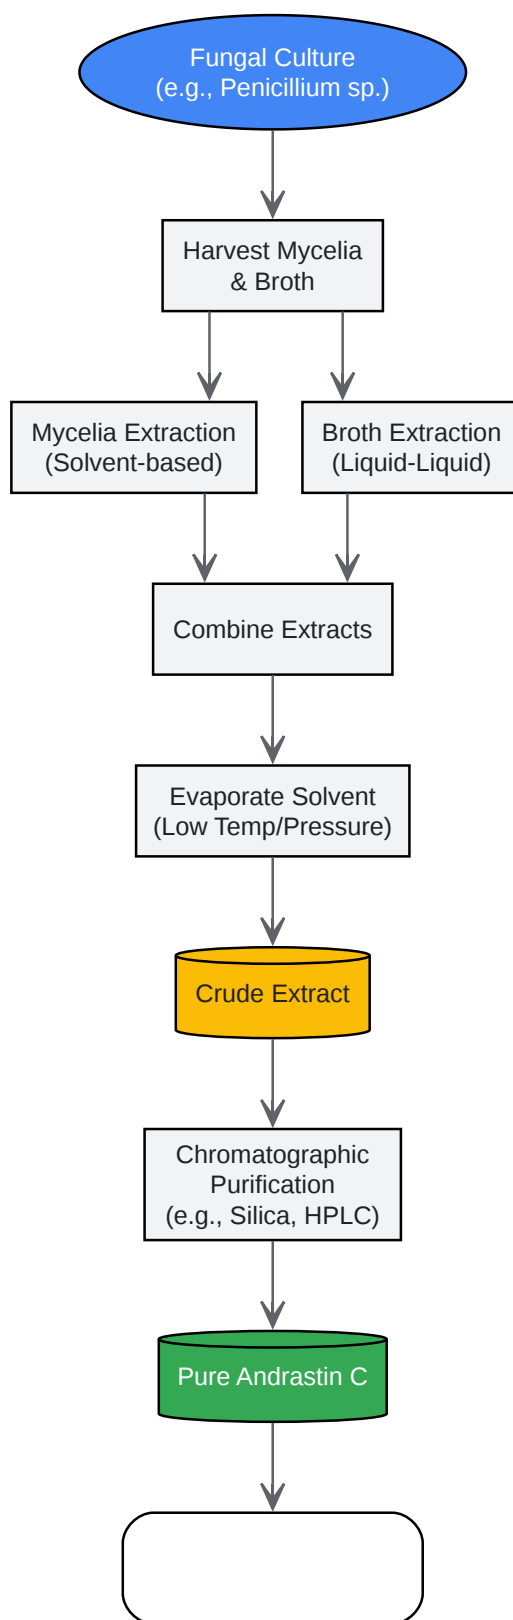 Fungal Culture
(e.g., Penicillium sp.)
Harvest Mycelia
& Broth
Mycelia Extraction
(Solvent-based)
Broth Extraction
(Liquid-Liquid)
Combine Extracts
Evaporate Solvent
(Low Temp/Pressure)
Crude Extract
Chromatographic
Purification
(e.g., Silica, HPLC)
Pure Andrastin C